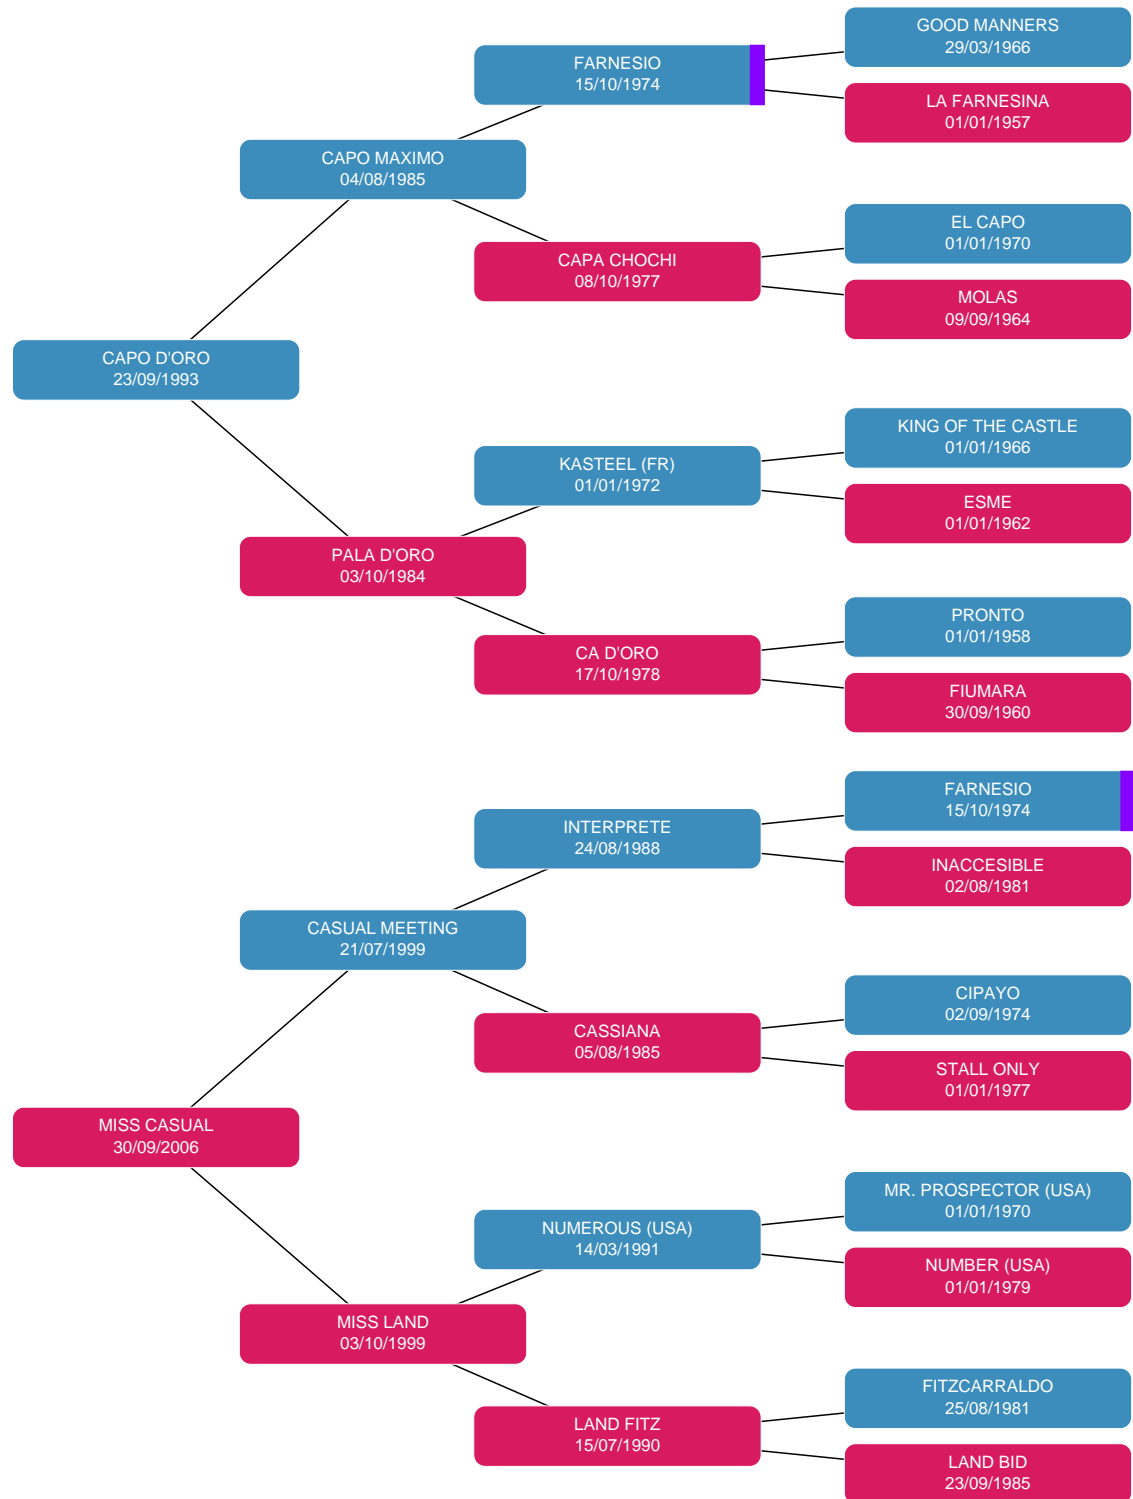 GOOD MANNERS
29/03/1966
FARNESIO
15/10/1974
LA FARNESINA
01/01/1957
CAPO MAXIMO
04/08/1985
EL CAPO
01/01/1970
CAPA CHOCHI
08/10/1977
MOLAS
09/09/1964
CAPO D'ORO
23/09/1993
KING OF THE CASTLE
01/01/1966
KASTEEL (FR)
01/01/1972
ESME
01/01/1962
PALA D'ORO
03/10/1984
PRONTO
01/01/1958
CA D'ORO
17/10/1978
FIUMARA
30/09/1960
FARNESIO
15/10/1974
INTERPRETE
24/08/1988
INACCESIBLE
02/08/1981
CASUAL MEETING
21/07/1999
CIPAYO
02/09/1974
CASSIANA
05/08/1985
STALL ONLY
01/01/1977
MISS CASUAL
30/09/2006
MR. PROSPECTOR (USA)
01/01/1970
NUMEROUS (USA)
14/03/1991
NUMBER (USA)
01/01/1979
MISS LAND
03/10/1999
FITZCARRALDO
25/08/1981
LAND FITZ
15/07/1990
LAND BID
23/09/1985